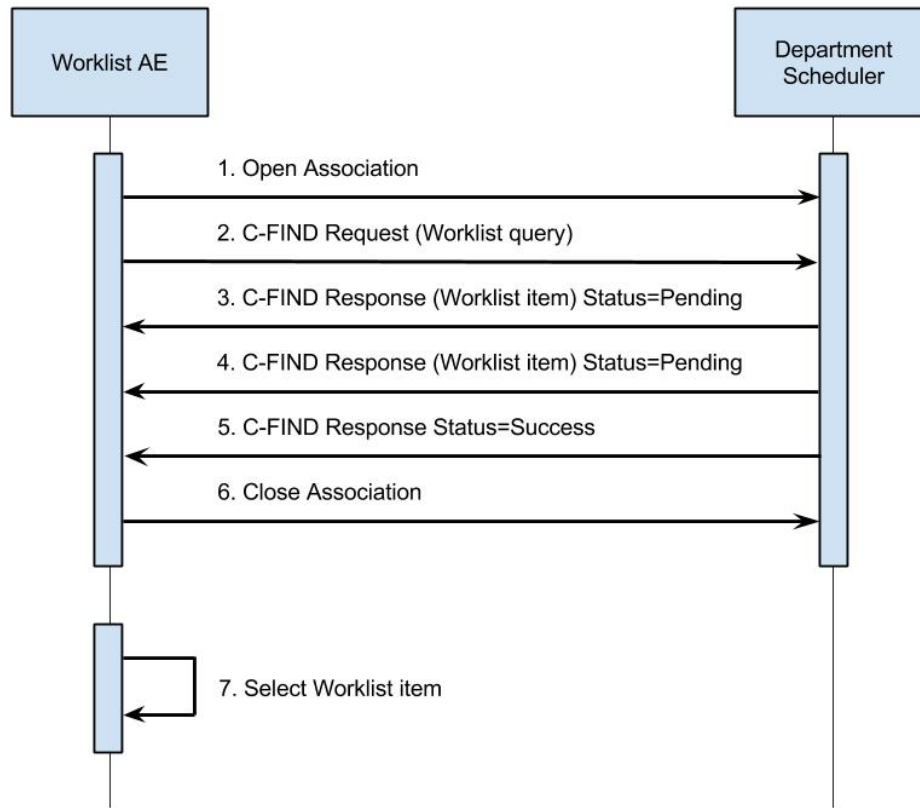 Worklist AE
Department
Scheduler
1. Open Association
2. C-FIND Request (Worklist query)
3. C-FIND Response (Worklist item) Status=Pending
4. C-FIND Response (Worklist item) Status=Pending
5. C-FIND Response Status=Success
6. Close Association
7. Select Worklist item